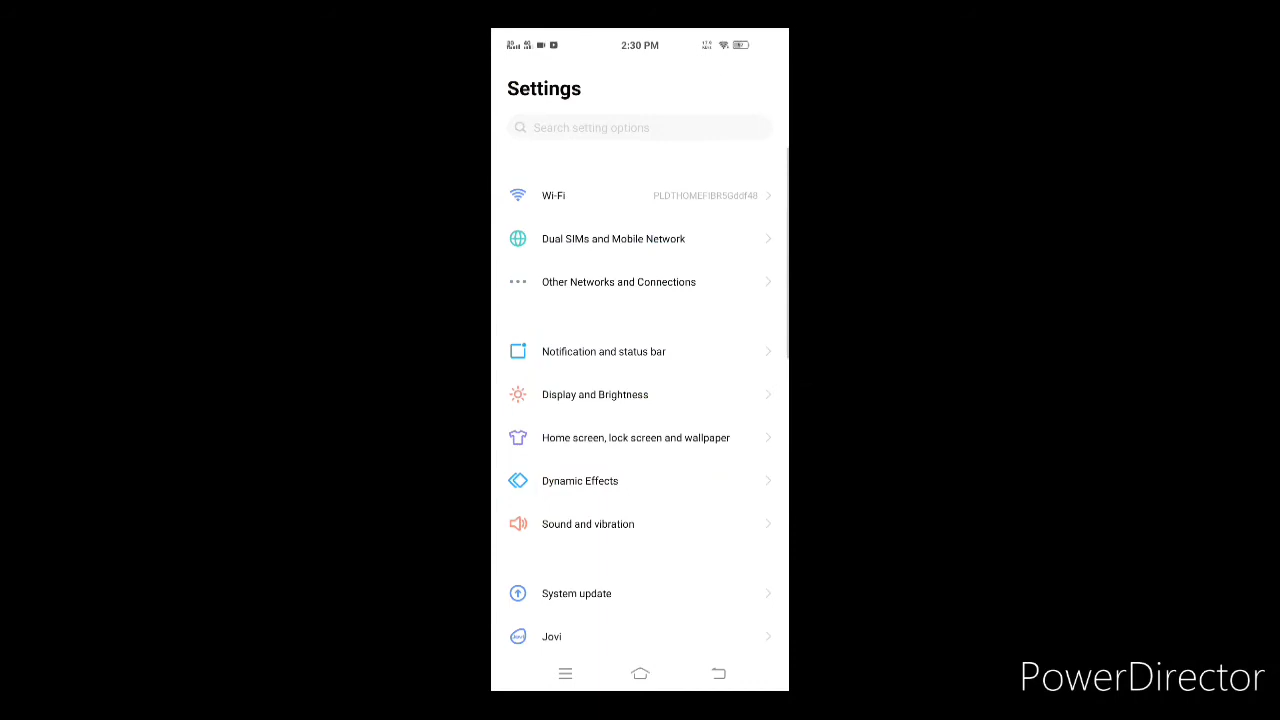 2:30 PM
Settings
Search setting options
Wi-Fi PLDTHOMEFIBR5Gddf48
Dual SIMs and Mobile Network
Other Networks and Connections
Notification and status bar
Display and Brightness
Home screen, lock screen and wallpaper
Dynamic Effects
Sound and vibration
System update
Jovi
PowerDirector